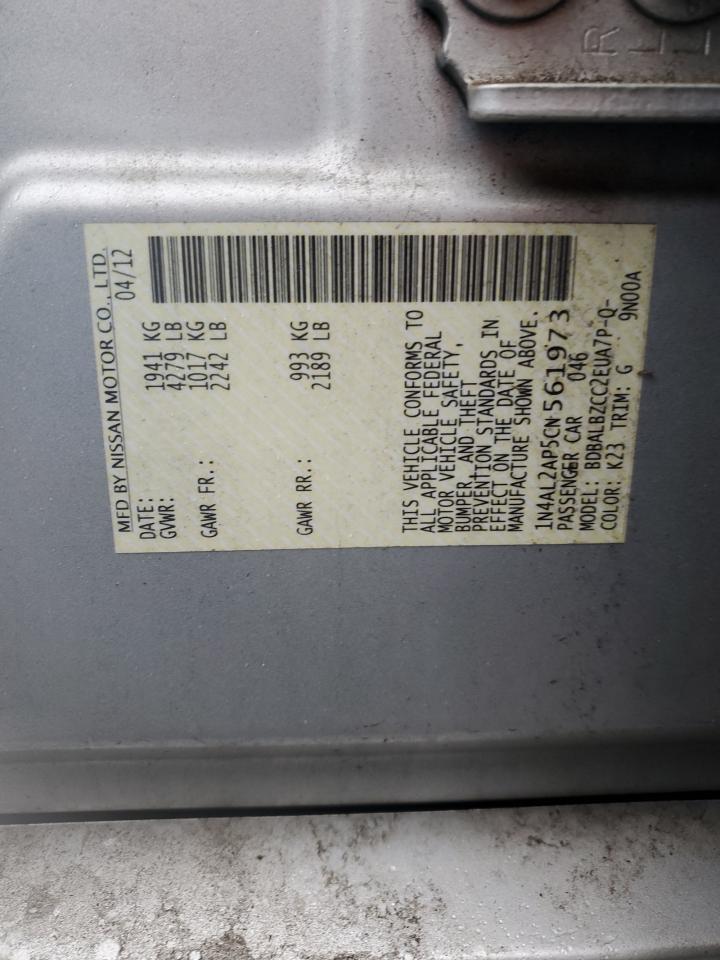 MFD BY NISSAN MOTOR CO., LTD.
DATE: 04/12
GVWR: 1941 KG
4279 LB
GAWR FR.: 1017 KG
2242 LB
GAWR RR.: 993 KG
2189 LB
THIS VEHICLE CONFORMS TO
ALL APPLICABLE FEDERAL
MOTOR VEHICLE SAFETY,
BUMPER, AND THEFT
PREVENTION STANDARDS IN
EFFECT ON THE DATE OF
MANUFACTURE SHOWN ABOVE.
1N4AL2AP5CN561973
PASSENGER CAR 046
MODEL: BDBALBZCC2EUA7P-Q-
COLOR: K23 TRIM: G 9N00A